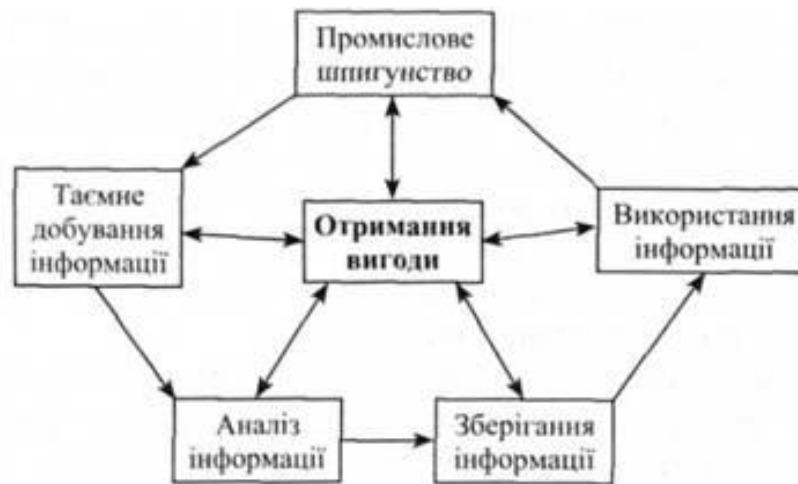 Промислове
шпигунство
Таємне
добування
інформації
Отримання
вигоди
Використання
інформації
Аналіз
інформації
Зберігання
інформації